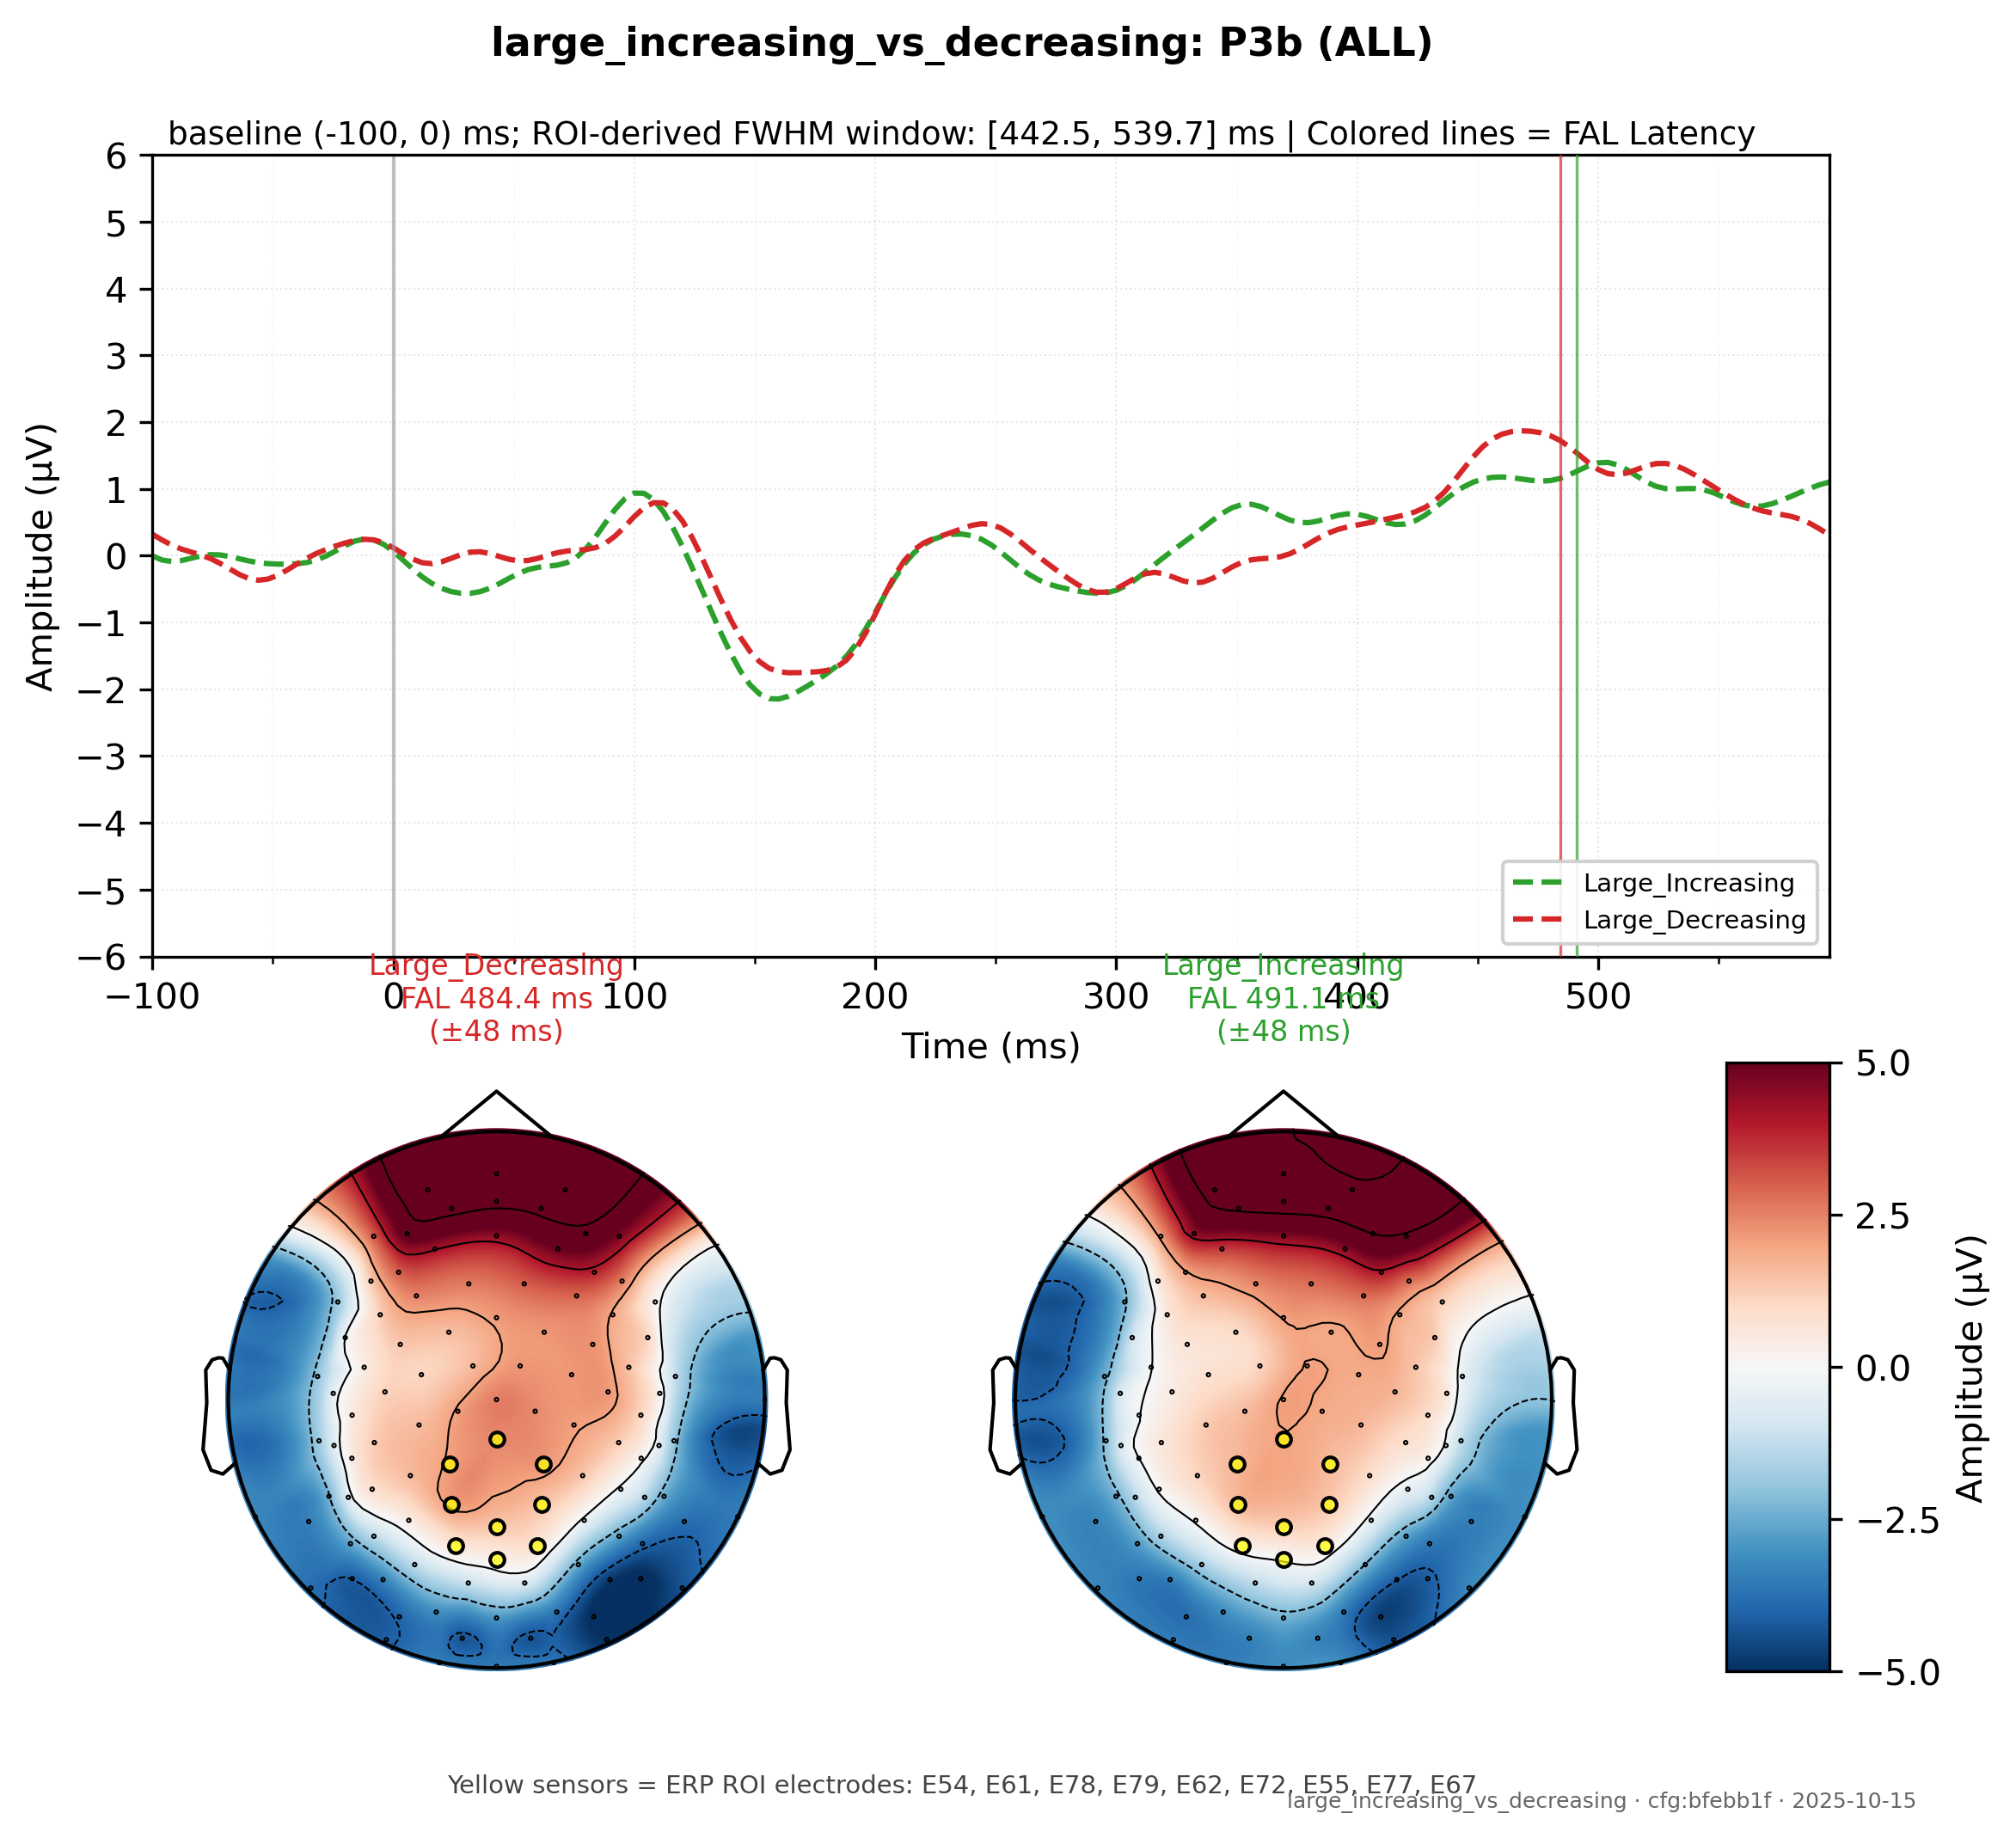 large_increasing_vs_decreasing: P3b (ALL)
baseline (-100, 0) ms; ROI-derived FWHM window: [442.5, 539.7] ms | Colored lines = FAL Latency
6
5
4
3
2
1
0
−1
−2
−3
−4
−5
−6
Amplitude (µV)
Large_Increasing
Large_Decreasing
−100
0
100
200
300
400
500
Time (ms)
Large_Decreasing
FAL 484.4 ms
(±48 ms)
Large_Increasing
FAL 491.1 ms
(±48 ms)
5.0
2.5
0.0
−2.5
−5.0
Amplitude (µV)
Yellow sensors = ERP ROI electrodes: E54, E61, E78, E79, E62, E72, E55, E77, E67
large_increasing_vs_decreasing · cfg:bfebb1f · 2025-10-15